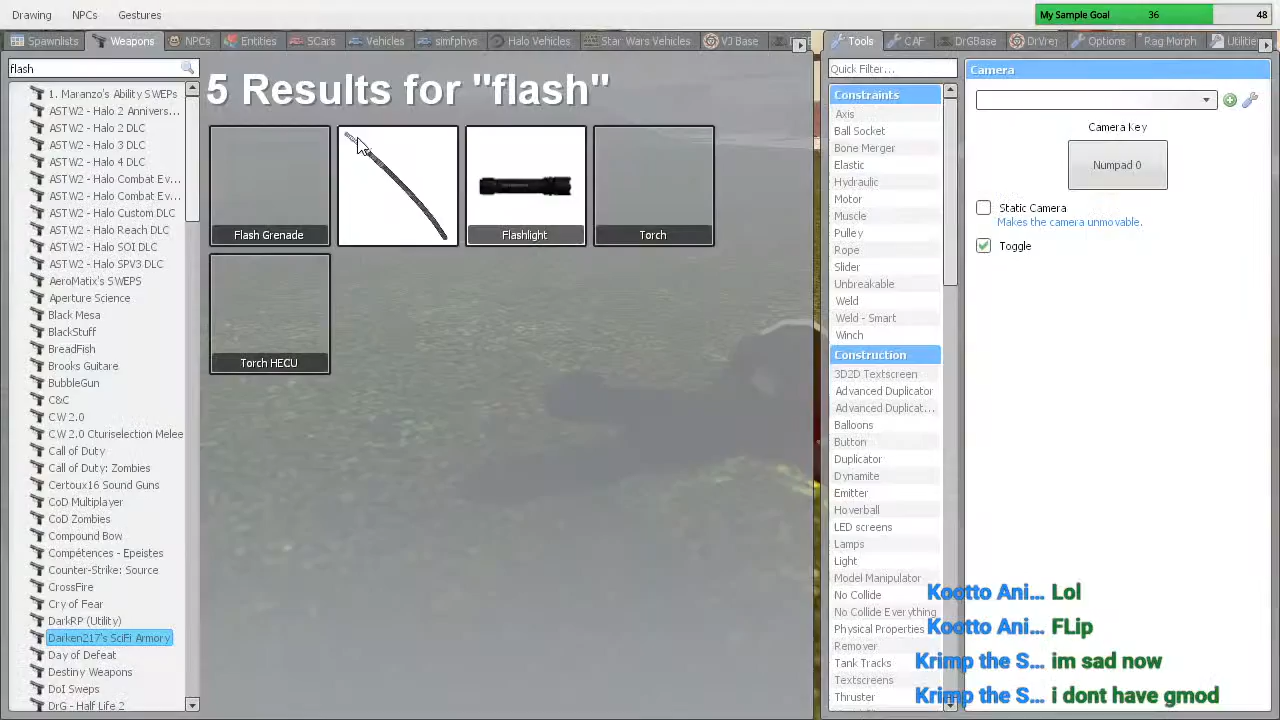 Drawing NPCs Gestures
My Sample Goal 36 48
Spawnlists Weapons NPCs Entities SCars Vehicles simfphys Halo Vehicles Star Wars Vehicles VJ Base
Tools CAF DrGBase DrVrej Options Rag Morph Utilitie
flash
1. Maranzo's Ability SWEPs
ASTW2 - Halo 2 Annivers...
ASTW2 - Halo 2 DLC
ASTW2 - Halo 3 DLC
ASTW2 - Halo 4 DLC
ASTW2 - Halo Combat Ev...
ASTW2 - Halo Combat Ev...
ASTW2 - Halo Custom DLC
ASTW2 - Halo Reach DLC
ASTW2 - Halo SOI DLC
ASTW2 - Halo SPV3 DLC
AeroMatix's SWEPS
Aperture Science
Black Mesa
BlackStuff
BreadFish
Brooks Guitare
BubbleGun
C&C
CW 2.0
CW 2.0 Cturiselection Melee
Call of Duty
Call of Duty: Zombies
Certoux16 Sound Guitar
CoD Multiplayer
CoD Zombies
Compound Bow
Compétences - Epeistes
Counter-Strike: Source
CrossFire
Cry of Fear
DarkRP (Utility)
Darken217's SciFi Armory
Day of Defeat
Destiny Weapons
DoI Sweps
DrG - Half Life 2
5 Results for "flash"
Flash Grenade
Flashlight
Torch
Torch HECU
Quick Filter...
Constraints
Axis
Ball Socket
Bone Merger
Elastic
Hydraulic
Motor
Muscle
Pulley
Rope
Slider
Unbreakable
Weld
Weld - Smart
Winch
Construction
3D2D Textscreen
Advanced Duplicator
Advanced Duplicat...
Balloons
Button
Duplicator
Dynamite
Emitter
Hoverball
LED screens
Lamps
Light
Model Manipulator
No Collide
No Collide Everything
Physical Properties
Remover
Tank Tracks
Textscreens
Thruster
Camera
Camera Key
Numpad 0
Static Camera
Makes the camera unmovable.
Toggle
Kootto Ani... Lol
Kootto Ani... FLip
Krimp the S... im sad now
Krimp the S... i dont have gmod